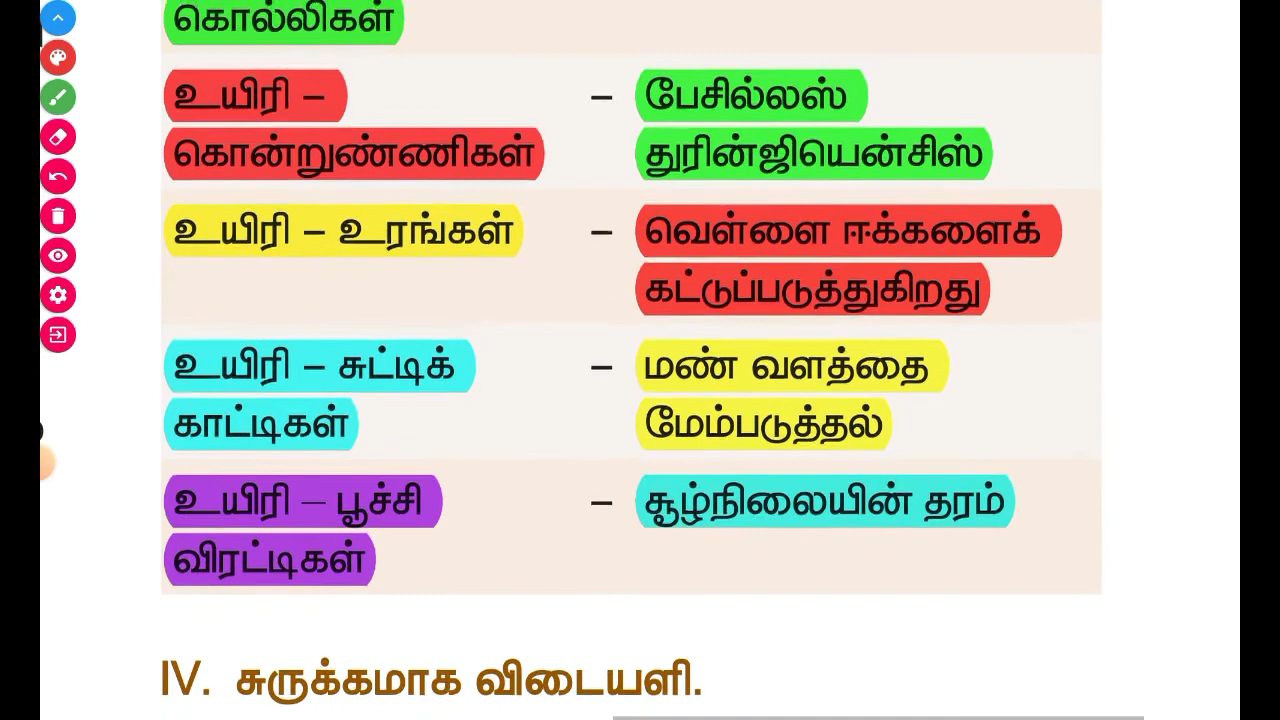 கொல்லிகள்
உயிரி – – பேசில்லஸ்
கொன்றுண்ணிகள் துரின்ஜியென்சிஸ்
உயிரி – உரங்கள் – வெள்ளை ஈக்களைக்
கட்டுப்படுத்துகிறது
உயிரி – சுட்டிக் – மண் வளத்தை
காட்டிகள் மேம்படுத்தல்
உயிரி – பூச்சி – சூழ்நிலையின் தரம்
விரட்டிகள்
IV. சுருக்கமாக விடையளி.